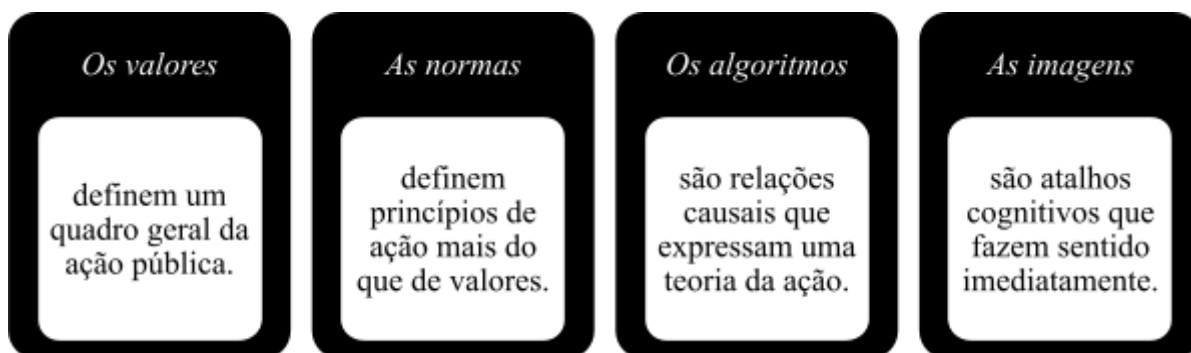 Os valores
definem um
quadro geral da
ação pública.
As normas
definem
princípios de
ação mais do
que de valores.
Os algoritmos
são relações
causais que
expressam uma
teoria da ação.
As imagens
são atalhos
cognitivos que
fazem sentido
imediatamente.